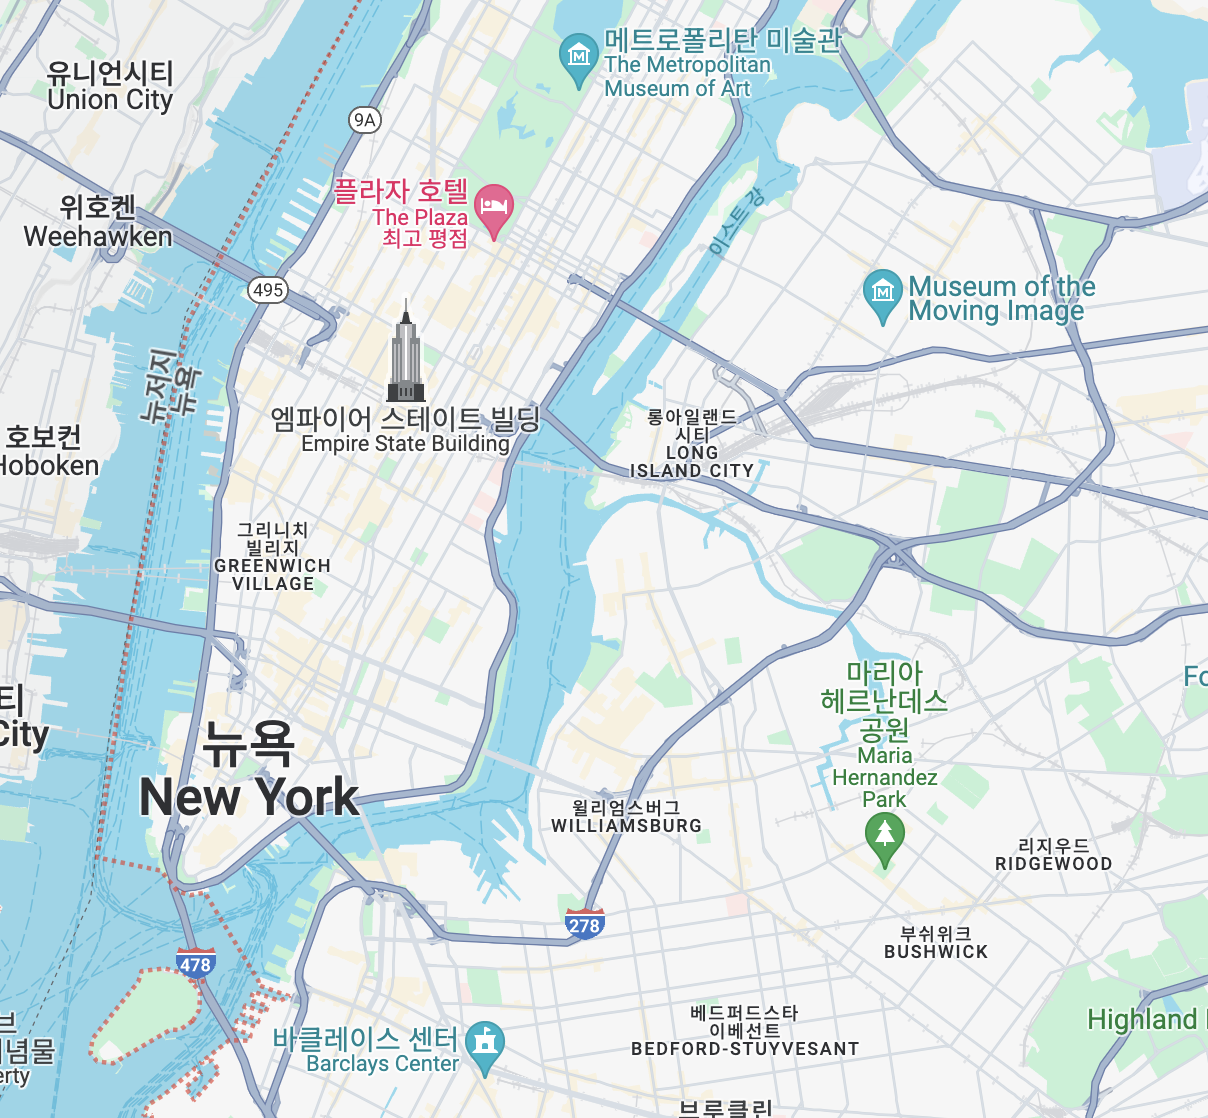 메트로폴리탄 미술관
The Metropolitan
Museum of Art
유니언시티
Union City
9A
플라자 호텔
The Plaza
최고 평점
위호켄
Weehawken
이스트 강
495
Museum of the
Moving Image
뉴저지
뉴욕
엠파이어 스테이트 빌딩
Empire State Building
롱아일랜드
시티
LONG
ISLAND CITY
호보컨
Hoboken
그리니치
빌리지
GREENWICH
VILLAGE
마리아
헤르난데스
공원
Maria
Hernandez
Park
Fo
티
City
뉴욕
New York
윌리엄스버그
WILLIAMSBURG
리지우드
RIDGEWOOD
278
부쉬위크
BUSHWICK
478
베드퍼드스타
이베선트
BEDFORD-STUYVESANT
Highland
념물
erty
바클레이스 센터
Barclays Center
브루클린